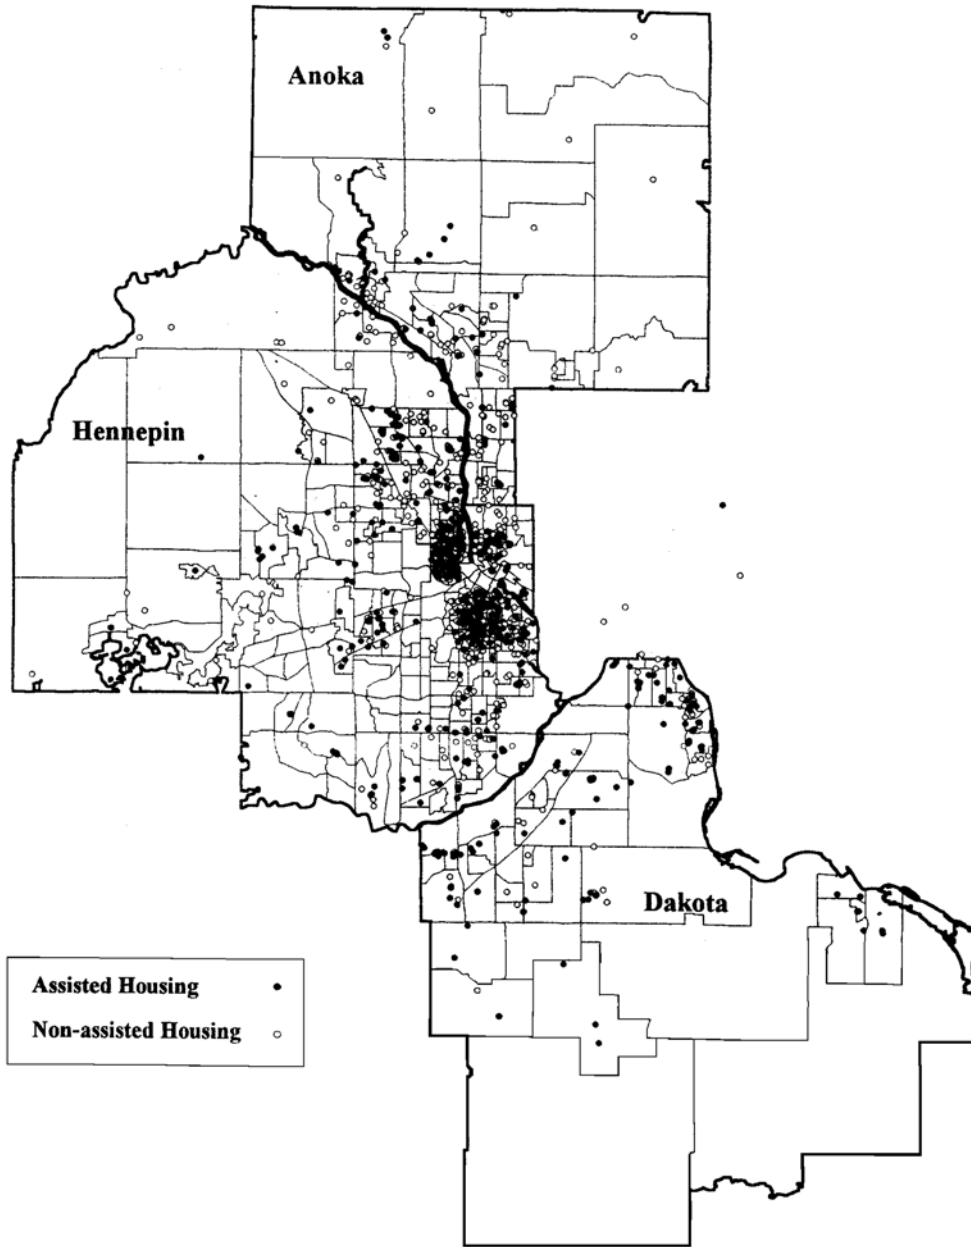 Anoka
Hennepin
Dakota
Assisted Housing
Non-assisted Housing